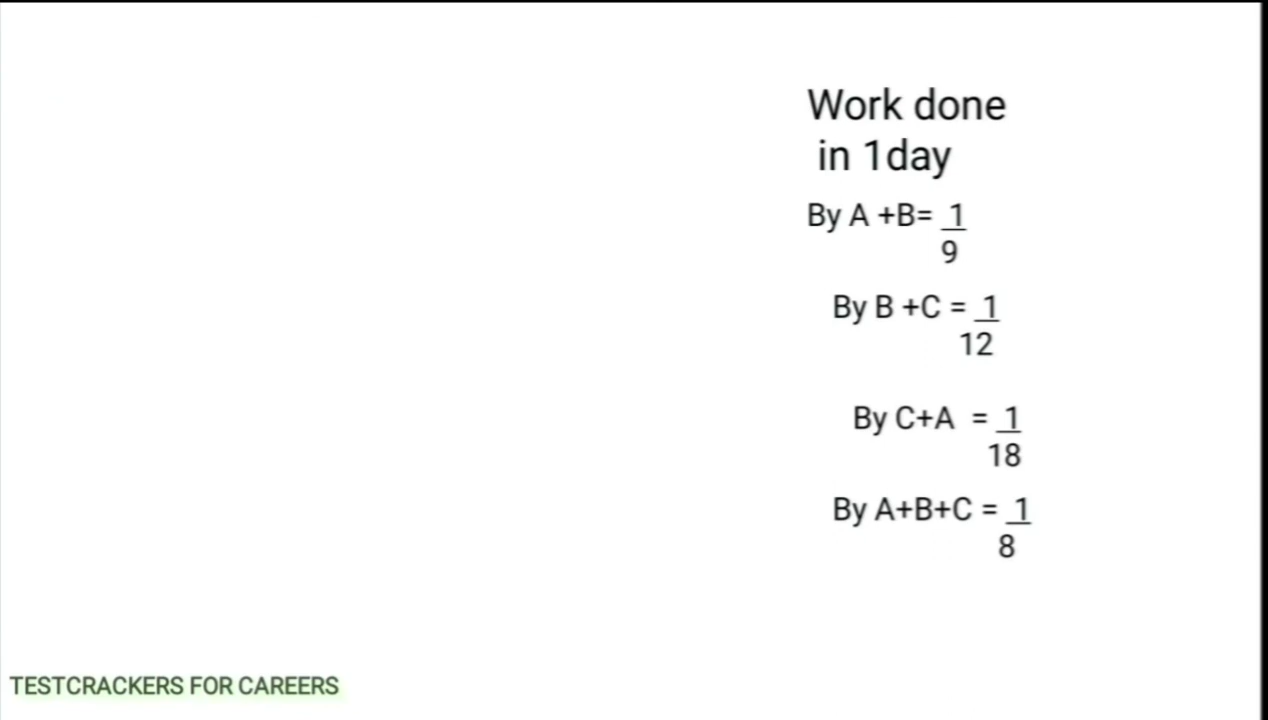 Work done
in 1day
By A +B= 1
9
By B +C = 1
12
By C+A = 1
18
By A+B+C = 1
8
TESTCRACKERS FOR CAREERS